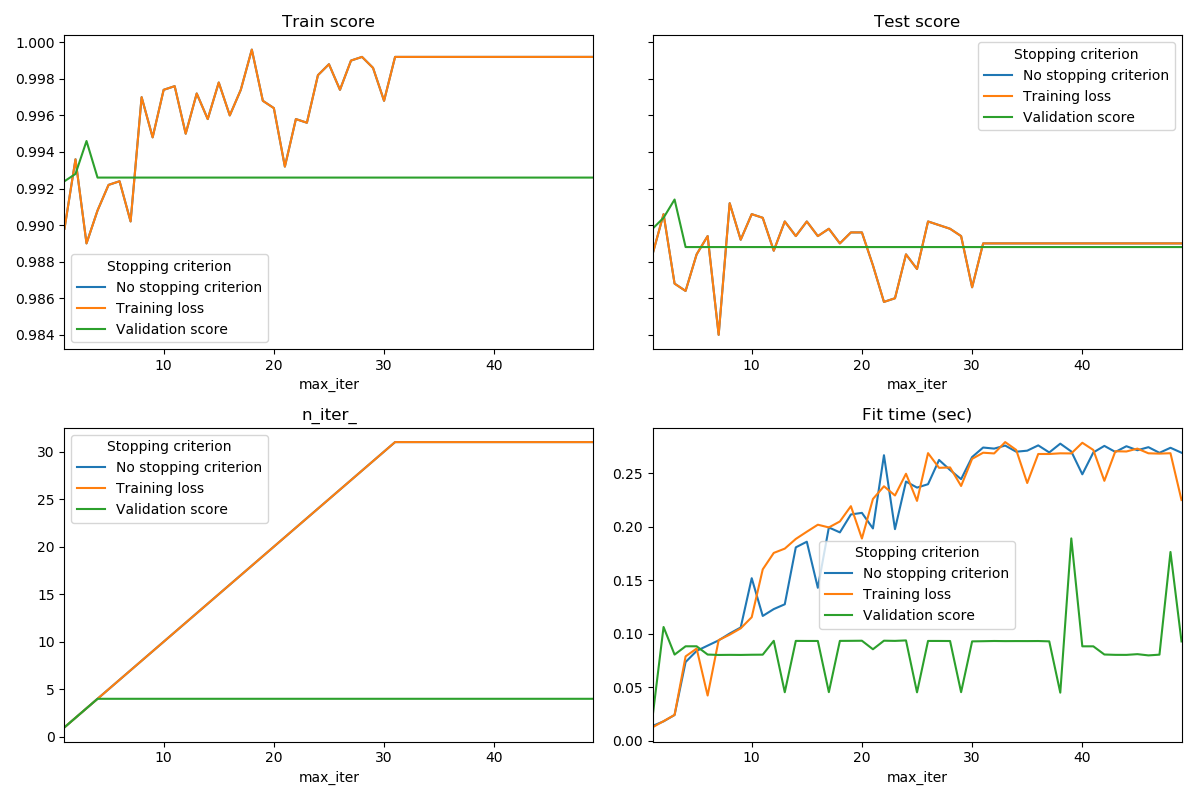 Train score
1.000
0.998
0.996
0.994
0.992
0.990
0.988
0.986
0.984
Stopping criterion
No stopping criterion
Training loss
Validation score
10
20
30
40
max_iter
Test score
Stopping criterion
No stopping criterion
Training loss
Validation score
10
20
30
40
max_iter
n_iter_
30
25
20
15
10
5
0
Stopping criterion
No stopping criterion
Training loss
Validation score
10
20
30
40
max_iter
Fit time (sec)
0.25
0.20
0.15
0.10
0.05
0.00
Stopping criterion
No stopping criterion
Training loss
Validation score
10
20
30
40
max_iter